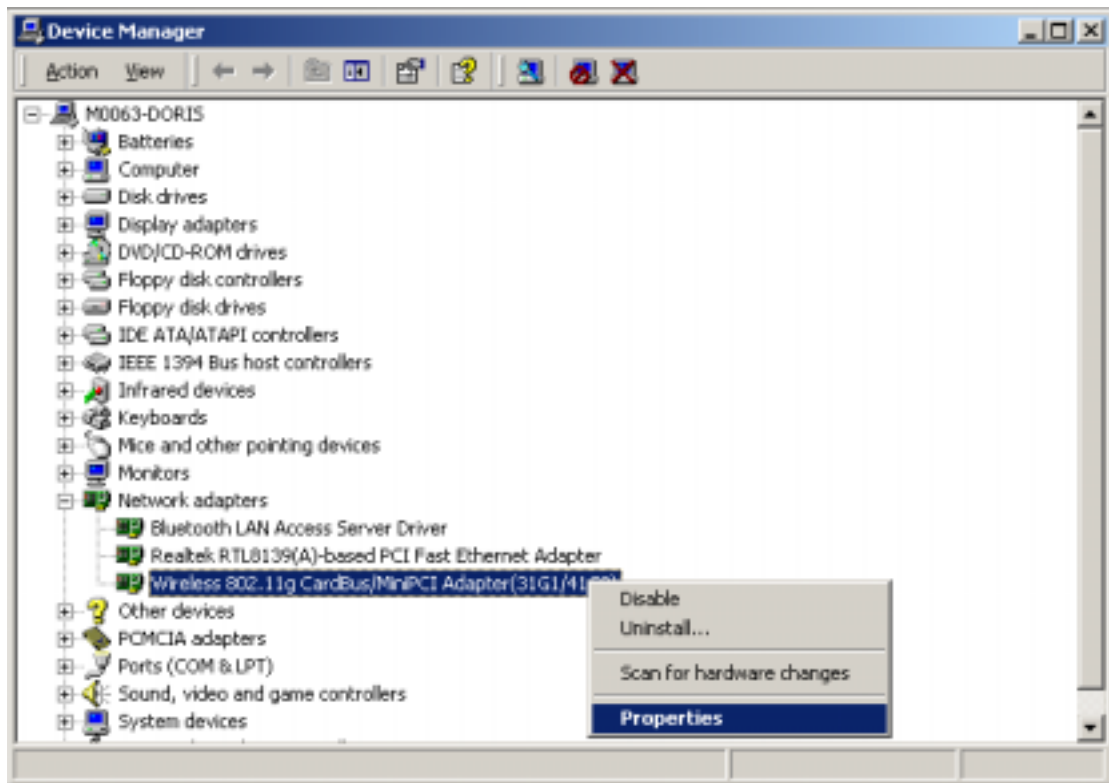 Device Manager
Action View
M0063-DORIS
Batteries
Computer
Disk drives
Display adapters
DVD/CD-ROM drives
Floppy disk controllers
Floppy disk drives
IDE ATA/ATAPI controllers
IEEE 1394 Bus host controllers
Infrared devices
Keyboards
Mice and other pointing devices
Monitors
Network adapters
Bluetooth LAN Access Server Driver
Realtek RTL8139(A)-based PCI Fast Ethernet Adapter
Wireless 802.11g CardBus/MiniPCI Adapter(31G1/41
Disable
Other devices
Uninstall...
PCMCIA adapters
Ports (COM & LPT)
Scan for hardware changes
Sound, video and game controllers
Properties
System devices